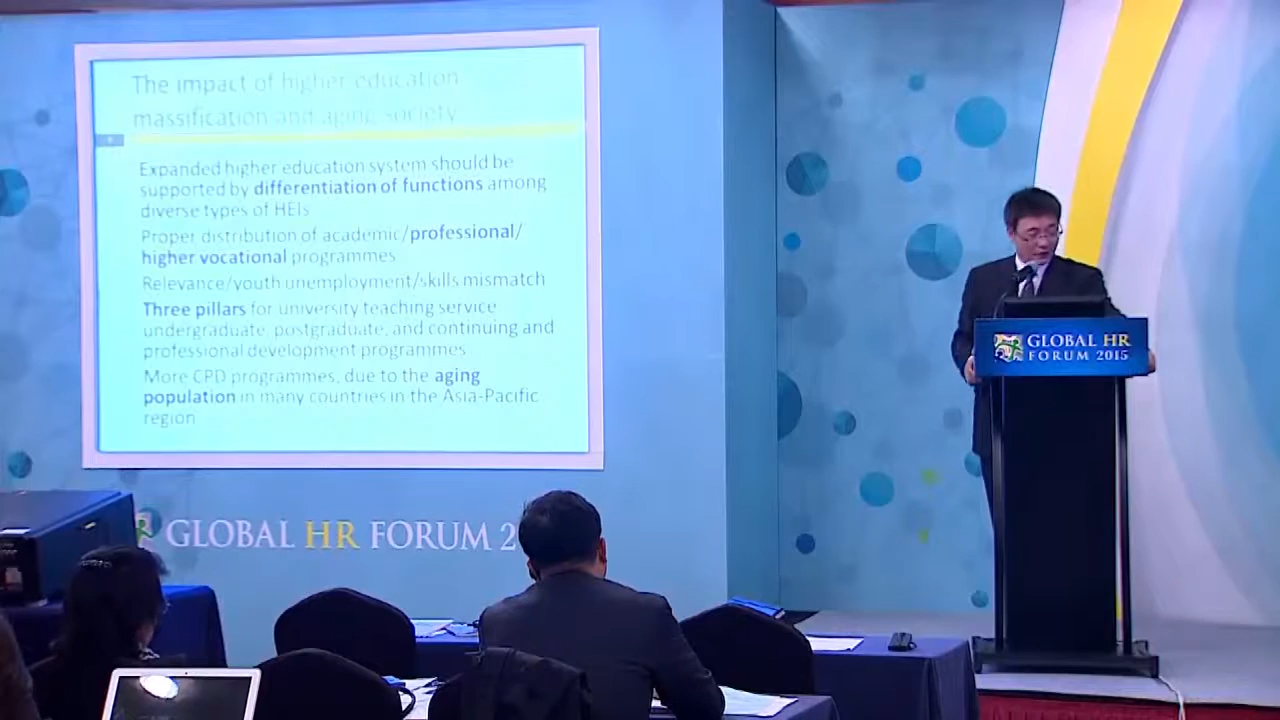 The impact of higher education
massification and aging society
Expanded higher education system should be
supported by differentiation of functions among
diverse types of HEIs
Proper distribution of academic/professional/
higher vocational programmes
Relevance/youth unemployment/skills mismatch
Three pillars for university teaching service
undergraduate, postgraduate, and continuing and
professional development programmes
More CPD programmes, due to the aging
population in many countries in the Asia-Pacific
region
GLOBAL HR FORUM 2
GLOBAL HR
FORUM 2015